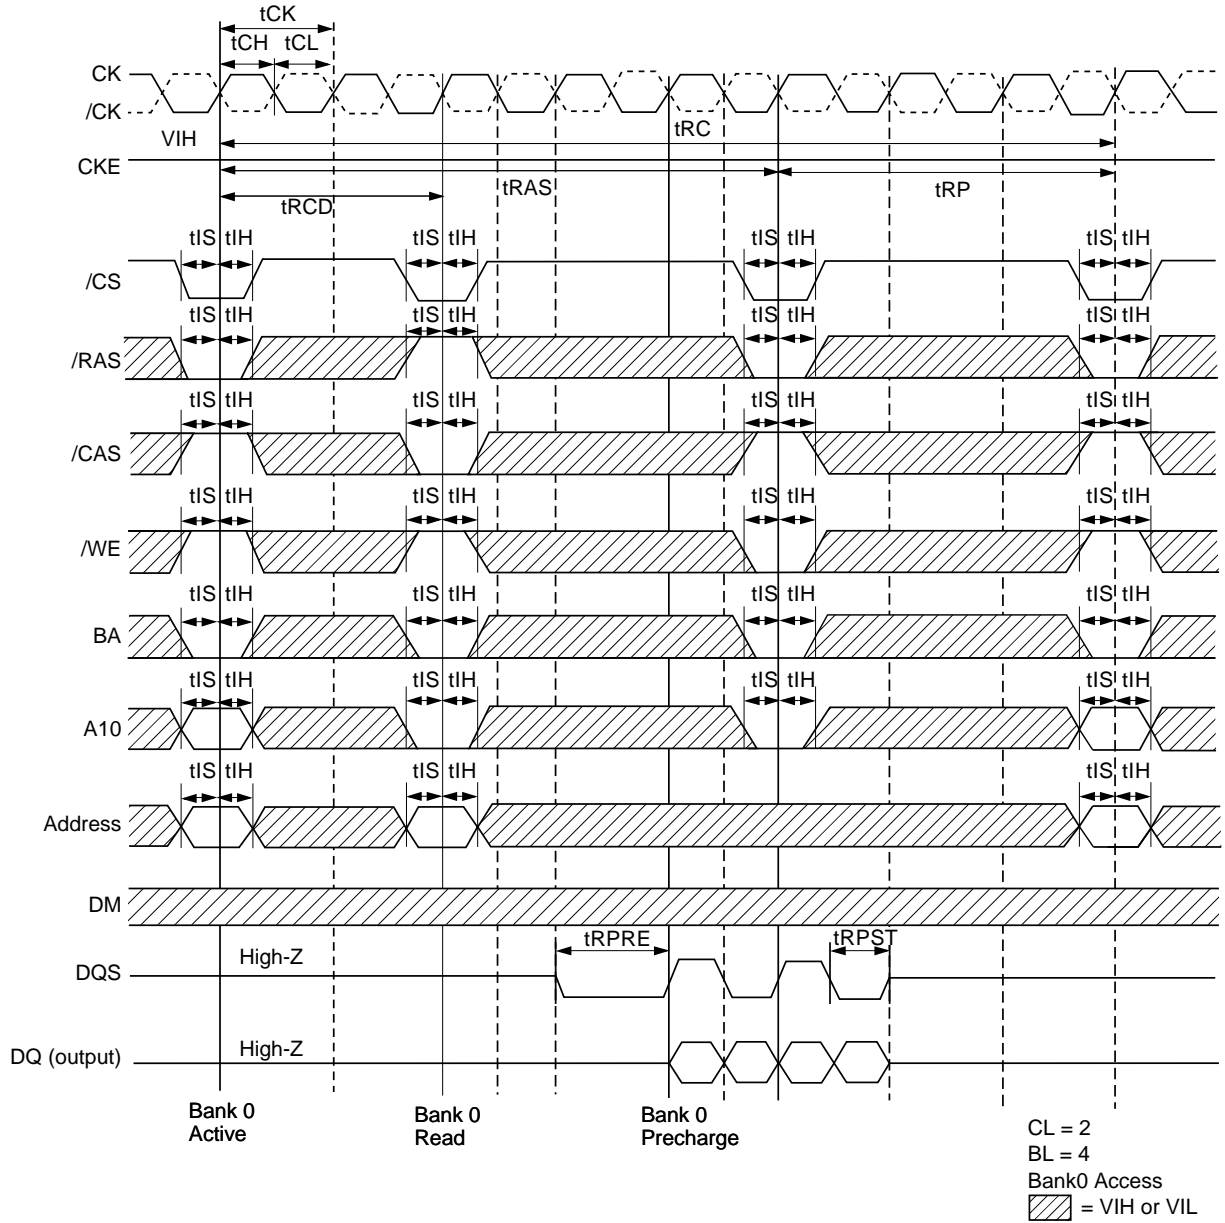 tCK
tCH tCL
CK
/CK
VIH
tRC
CKE
tRAS
tRP
tRCD
tIS tIH tIS tIH tIS tIH tIS tIH
/CS
tIS tIH tIS tIH tIS tIH tIS tIH
/RAS
tIS tIH tIS tIH tIS tIH tIS tIH
/CAS
tIS tIH tIS tIH tIS tIH tIS tIH
/WE
tIS tIH tIS tIH tIS tIH tIS tIH
BA
tIS tIH tIS tIH tIS tIH tIS tIH
A10
tIS tIH tIS tIH tIS tIH
Address
DM
tRPRE tRPST
High-Z
DQS
High-Z
DQ (output)
Bank 0
Active
Bank 0
Read
Bank 0
Precharge
CL = 2
BL = 4
Bank0 Access
= VIH or VIL